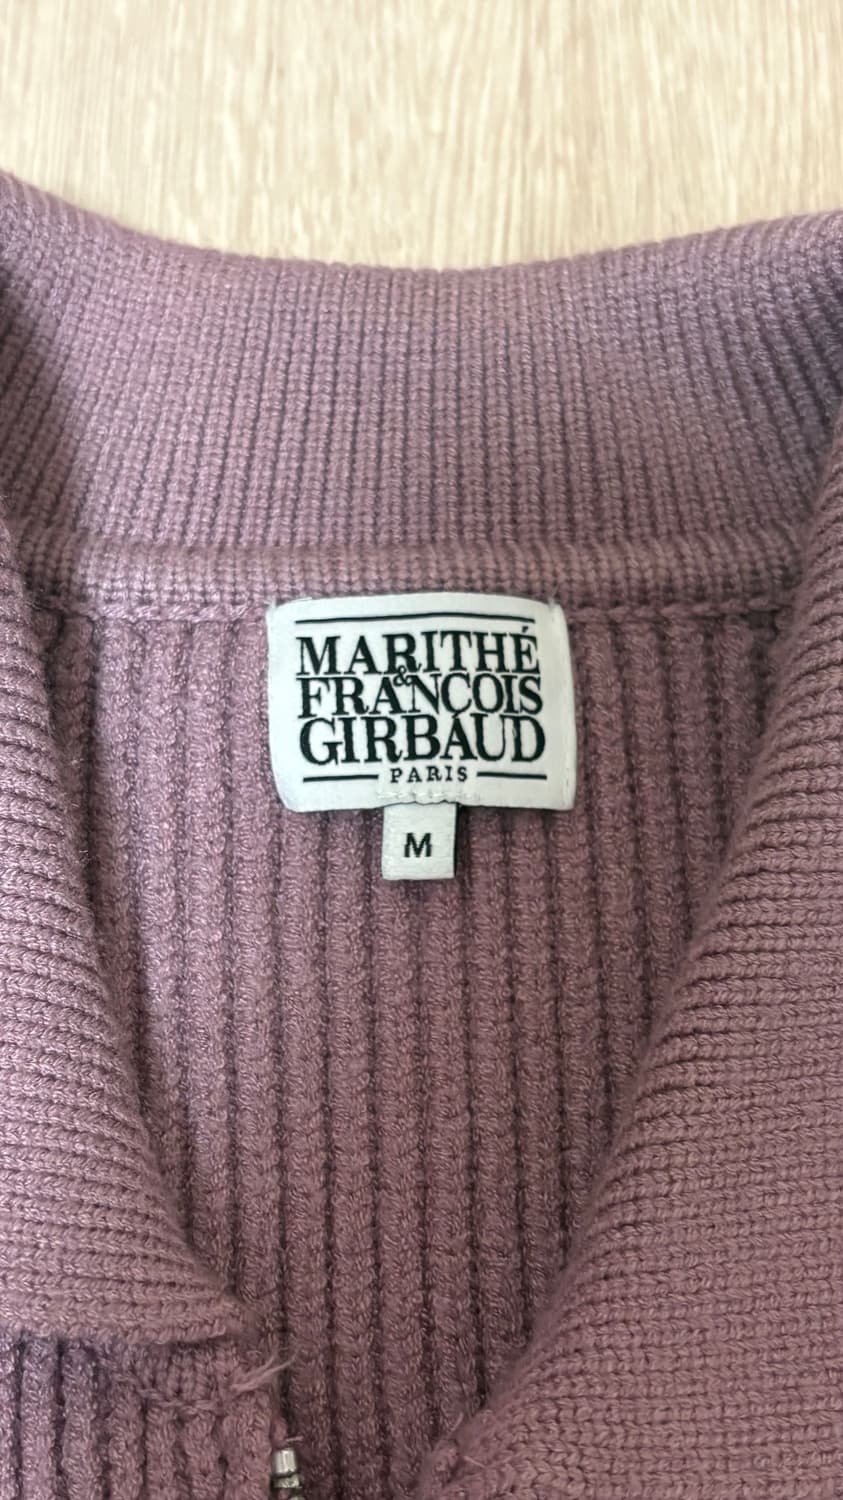 MARITHÉ
&
FRANÇOIS
GIRBAUD
PARIS
M